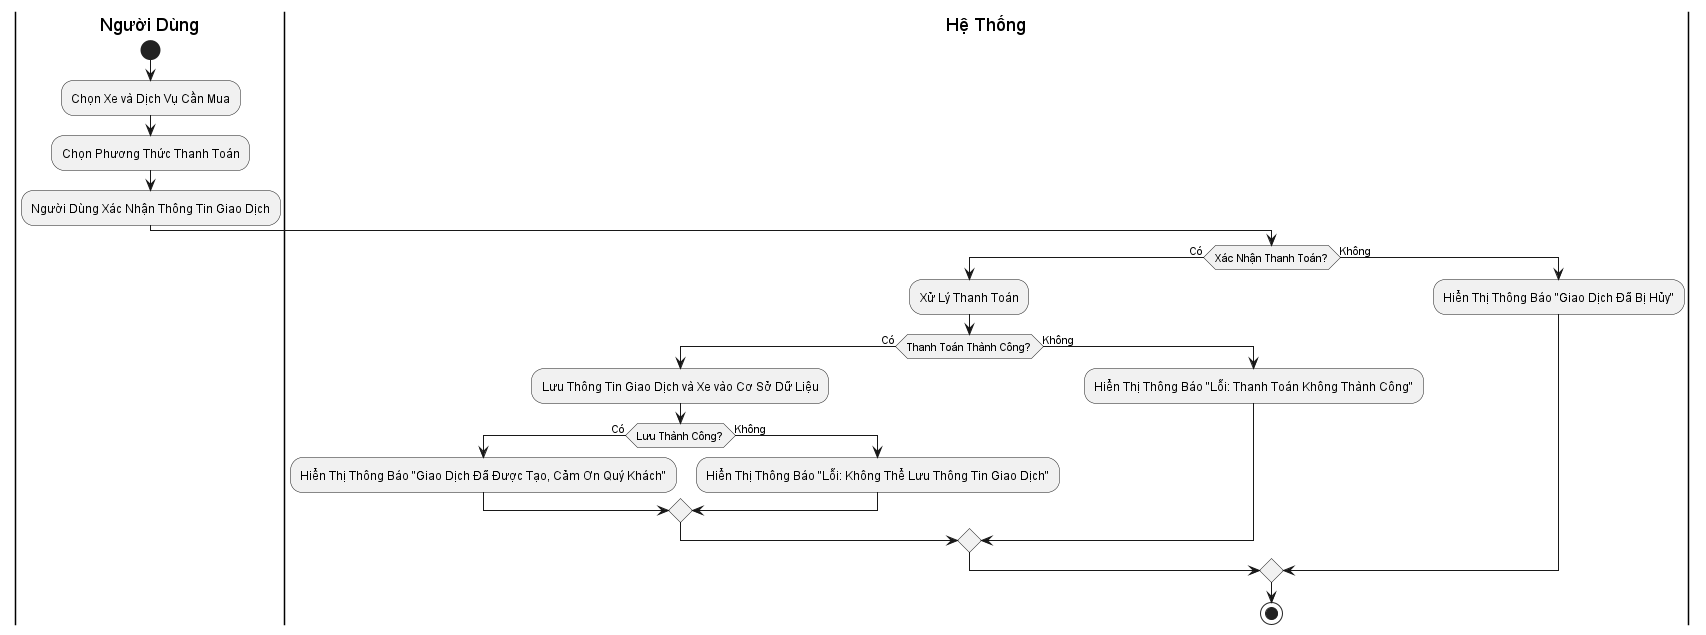 Người Dùng
Hệ Thống
Chọn Xe và Dịch Vụ Cần Mua
Chọn Phương Thức Thanh Toán
Người Dùng Xác Nhận Thông Tin Giao Dịch
Có
Xác Nhận Thanh Toán?
Không
Xử Lý Thanh Toán
Hiển Thị Thông Báo "Giao Dịch Đã Bị Hủy"
Có
Thanh Toán Thành Công?
Không
Lưu Thông Tin Giao Dịch và Xe vào Cơ Sở Dữ Liệu
Hiển Thị Thông Báo "Lỗi: Thanh Toán Không Thành Công"
Có
Lưu Thành Công?
Không
Hiển Thị Thông Báo "Giao Dịch Đã Được Tạo, Cảm Ơn Quý Khách"
Hiển Thị Thông Báo "Lỗi: Không Thể Lưu Thông Tin Giao Dịch"